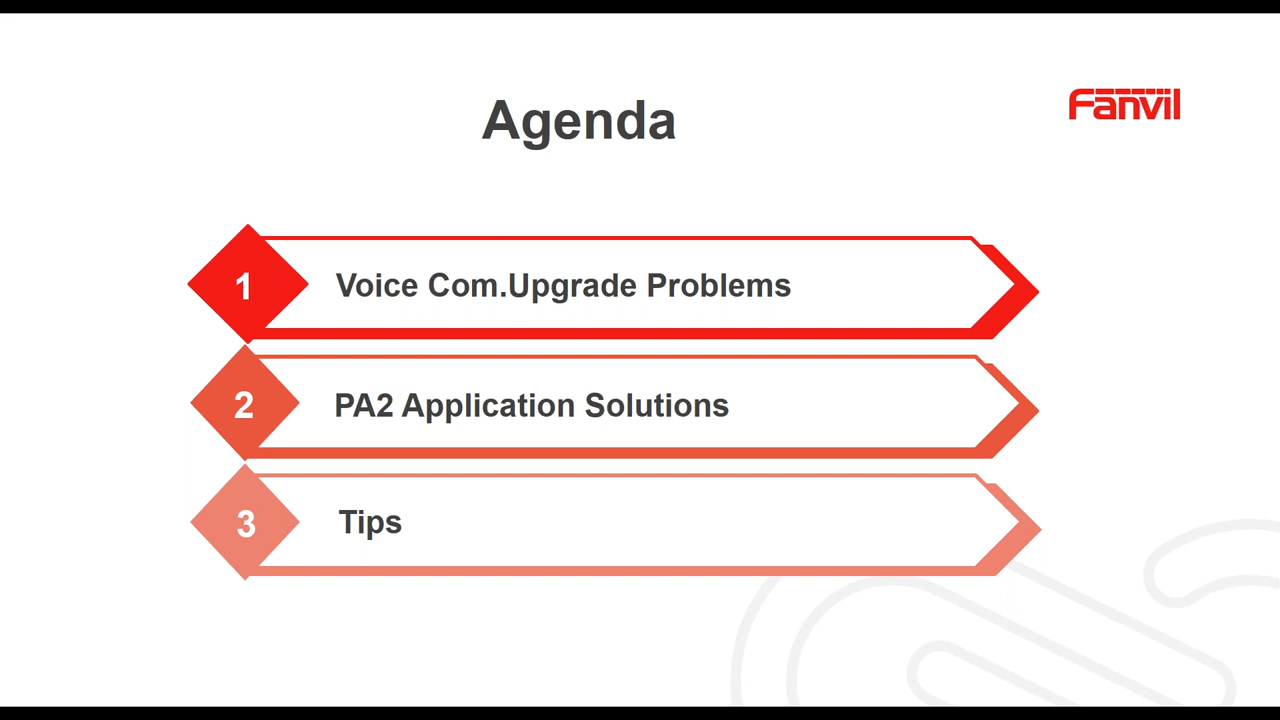 Agenda
Fanvil
1 Voice Com.Upgrade Problems
2 PA2 Application Solutions
3 Tips